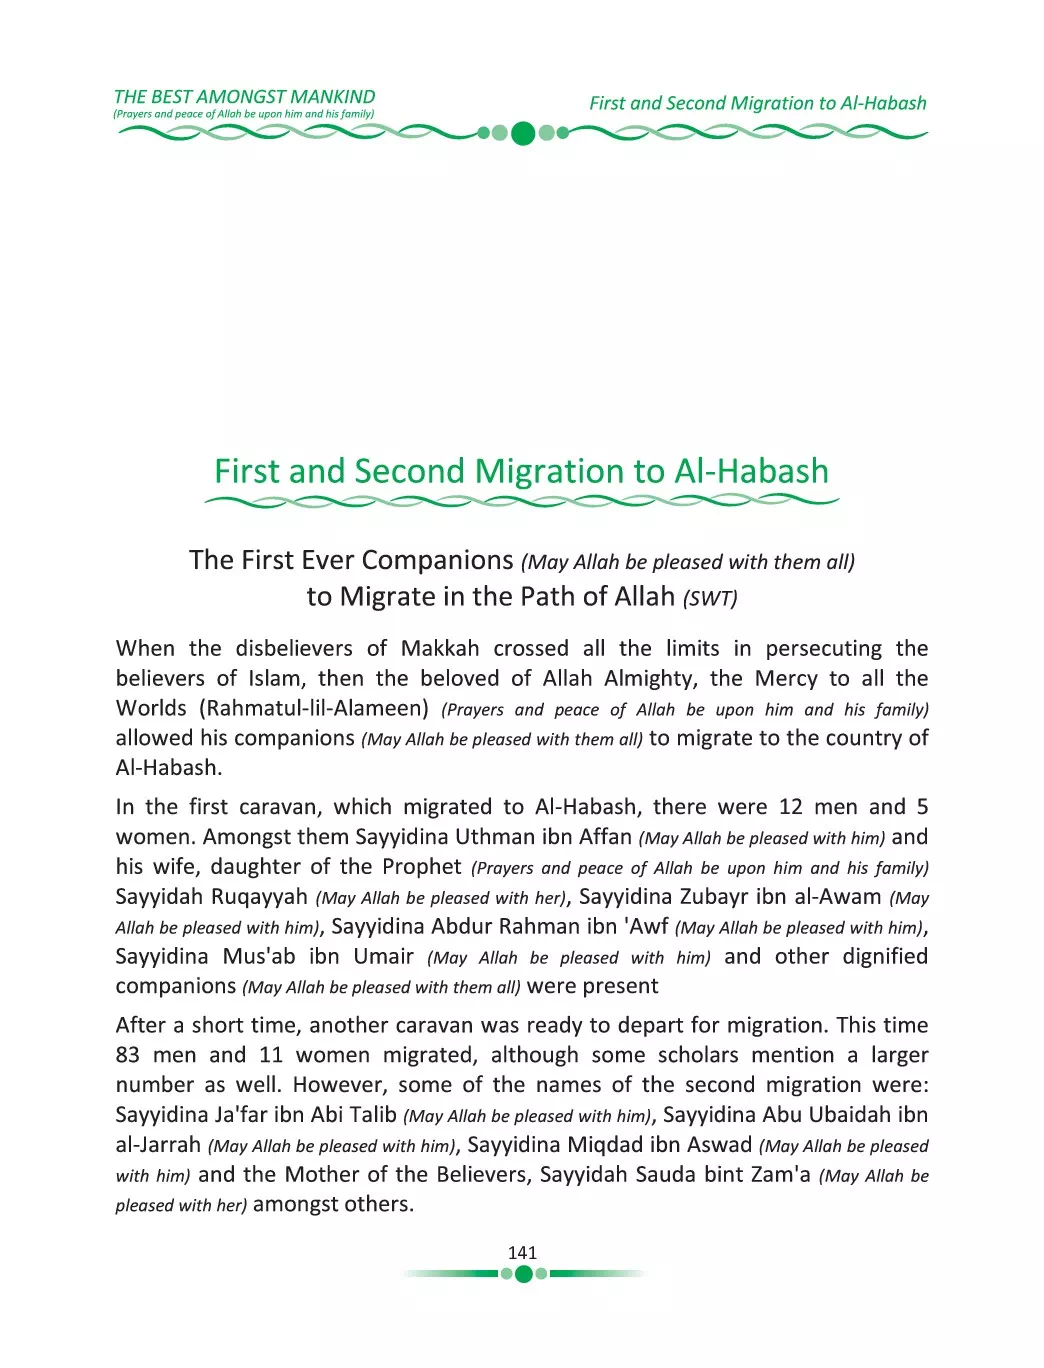 THE BEST AMONGST MANKIND
(Prayers and peace of Allah be upon him and his family)
First and Second Migration to Al-Habash
First and Second Migration to Al-Habash
The First Ever Companions (May Allah be pleased with them all)
to Migrate in the Path of Allah (SWT)
When the disbelievers of Makkah crossed all the limits in persecuting the
believers of Islam, then the beloved of Allah Almighty, the Mercy to all the
Worlds (Rahmatul-lil-Alameen) (Prayers and peace of Allah be upon him and his family)
allowed his companions (May Allah be pleased with them all) to migrate to the country of
Al-Habash.
In the first caravan, which migrated to Al-Habash, there were 12 men and 5
women. Amongst them Sayyidina Uthman ibn Affan (May Allah be pleased with him) and
his wife, daughter of the Prophet (Prayers and peace of Allah be upon him and his family)
Sayyidah Ruqayyah (May Allah be pleased with her), Sayyidina Zubayr ibn al-Awam (May
Allah be pleased with him), Sayyidina Abdur Rahman ibn 'Awf (May Allah be pleased with him),
Sayyidina Mus'ab ibn Umair (May Allah be pleased with him) and other dignified
companions (May Allah be pleased with them all) were present
After a short time, another caravan was ready to depart for migration. This time
83 men and 11 women migrated, although some scholars mention a larger
number as well. However, some of the names of the second migration were:
Sayyidina Ja'far ibn Abi Talib (May Allah be pleased with him), Sayyidina Abu Ubaidah ibn
al-Jarrah (May Allah be pleased with him), Sayyidina Miqdad ibn Aswad (May Allah be pleased
with him) and the Mother of the Believers, Sayyidah Sauda bint Zam'a (May Allah be
pleased with her) amongst others.
141